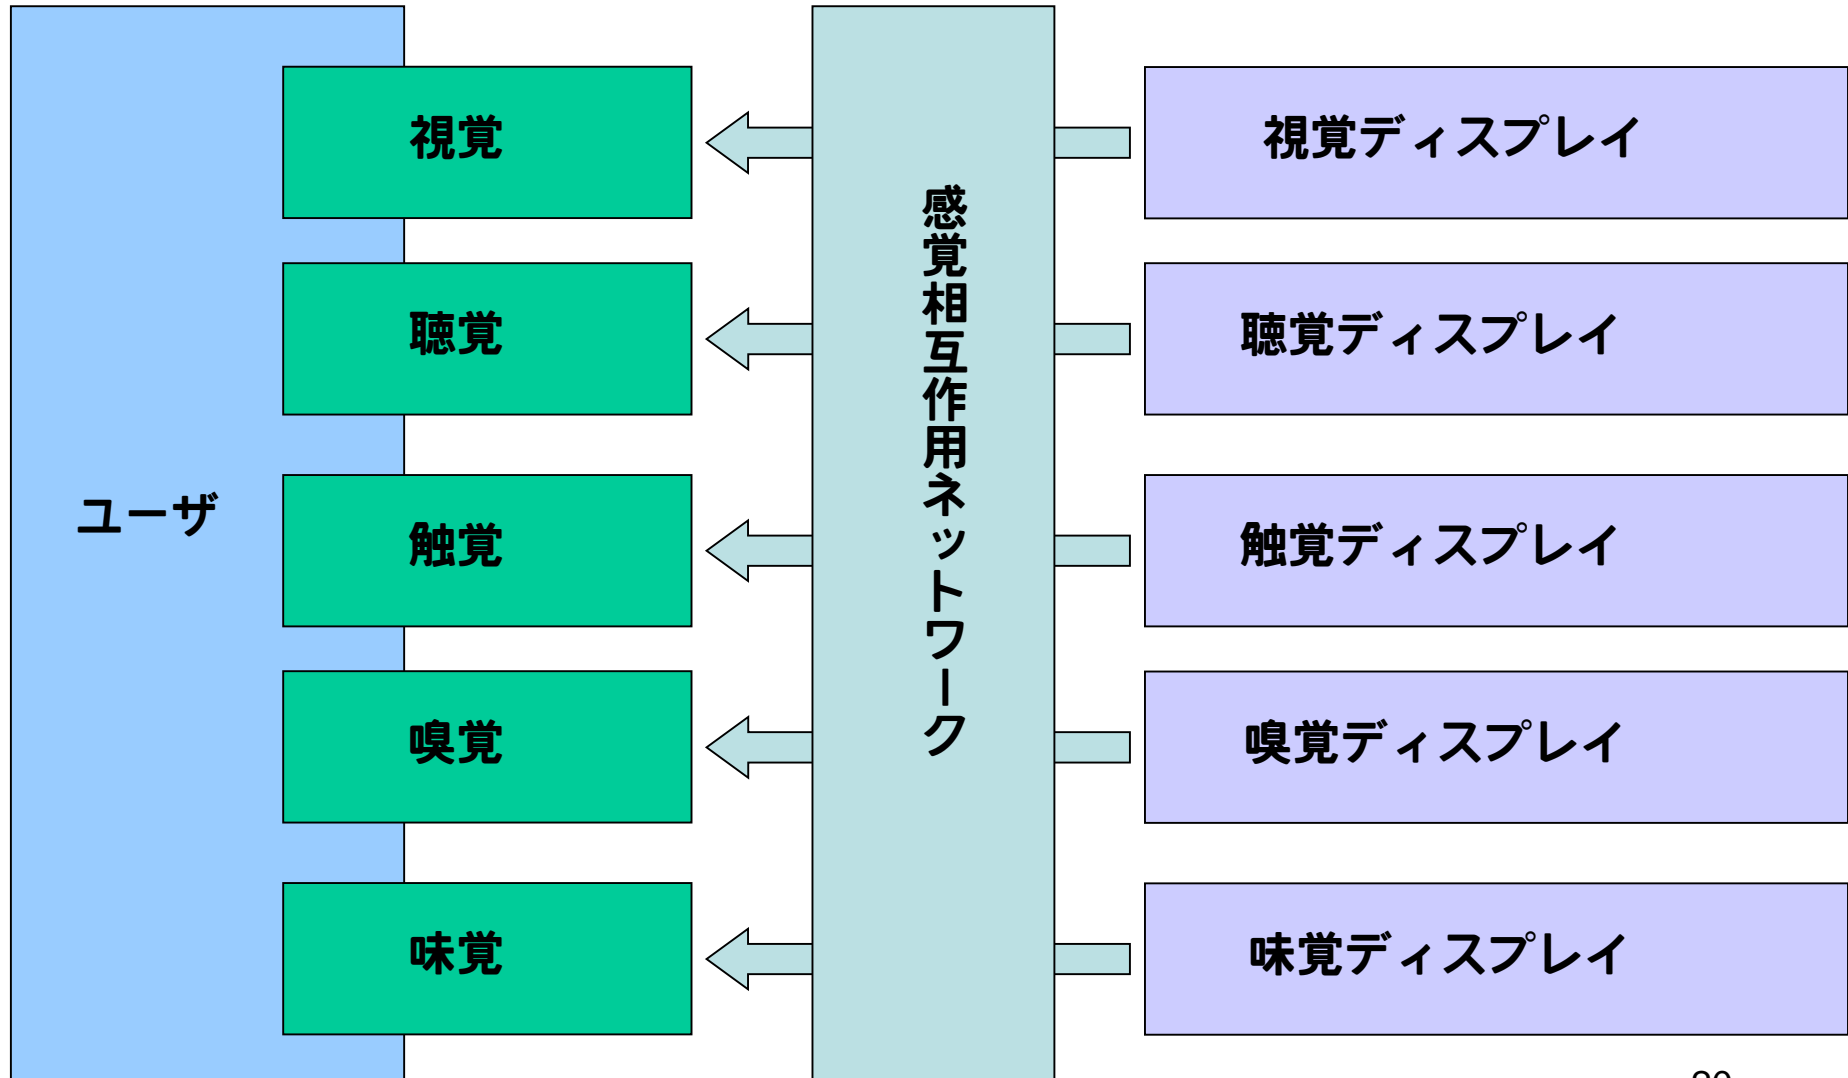 視覚
視覚ディスプレイ
聴覚
聴覚ディスプレイ
ユーザ
触覚
感覚相互作用ネットワーク
触覚ディスプレイ
嗅覚
嗅覚ディスプレイ
味覚
味覚ディスプレイ